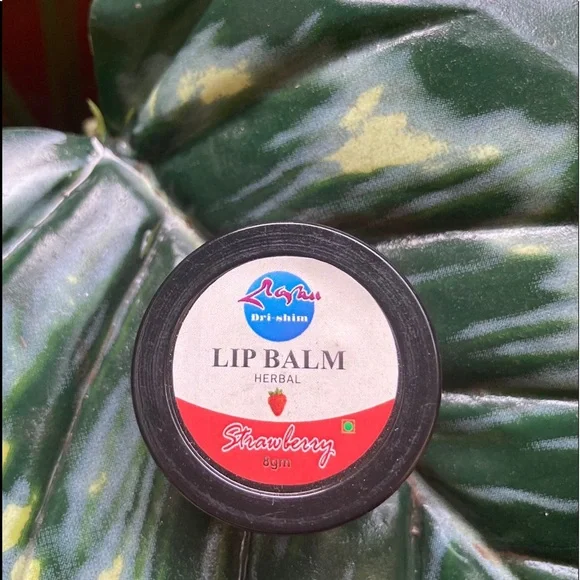 Dri-shim
LIP BALM
HERBAL
Strawberry
8gm